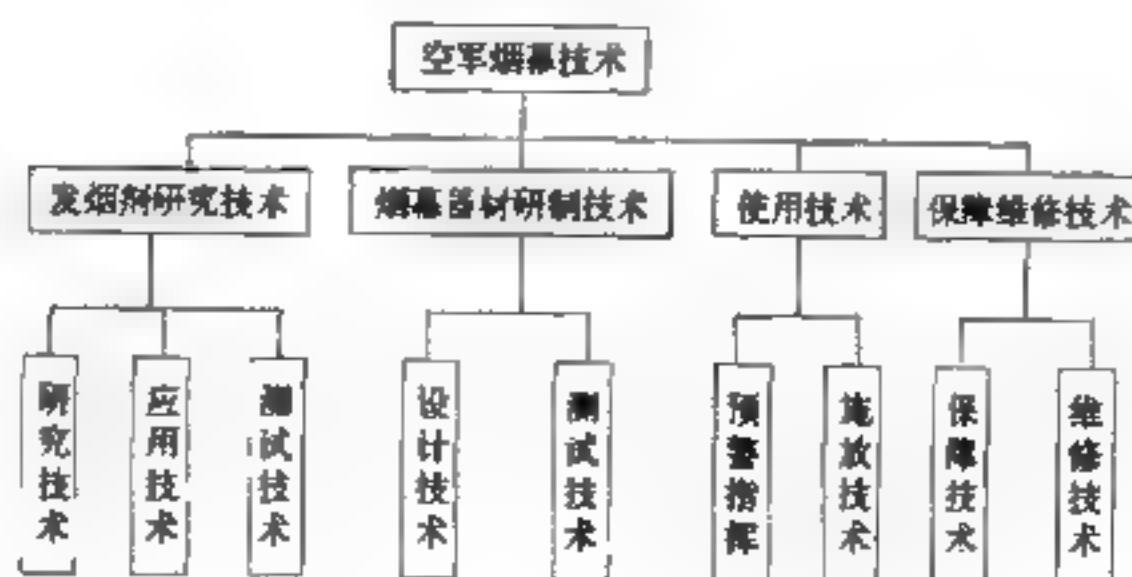 空军烟幕技术
发烟剂研究技术
烟幕器材研制技术
使用技术
保障维修技术
研究技术
应用技术
测试技术
设计技术
测试技术
预警指挥
施放技术
保障技术
维修技术